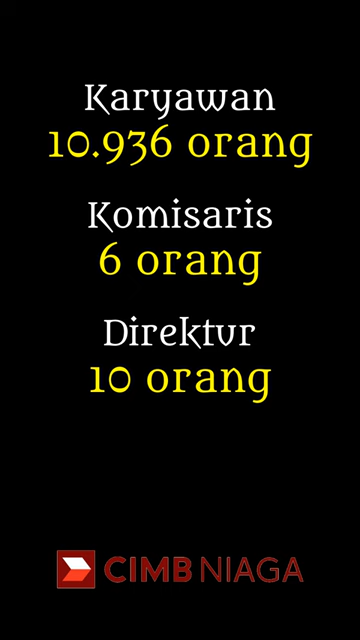 Karyawan
10.936 orang
Komisaris
6 orang
Direktur
10 orang
CIMB NIAGA